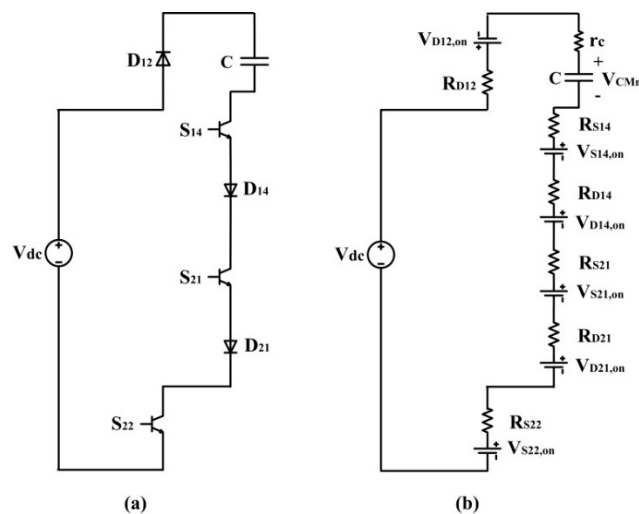 D12
C
S14
D14
Vdc
+
−
S21
D21
S22
(a)
VD12,on
+
RD12
rc
+
C
VCMn
-
RS14
+
VS14,on
RD14
+
VD14,on
Vdc
+
−
RS21
+
VS21,on
RD21
+
VD21,on
RS22
+
VS22,on
(b)